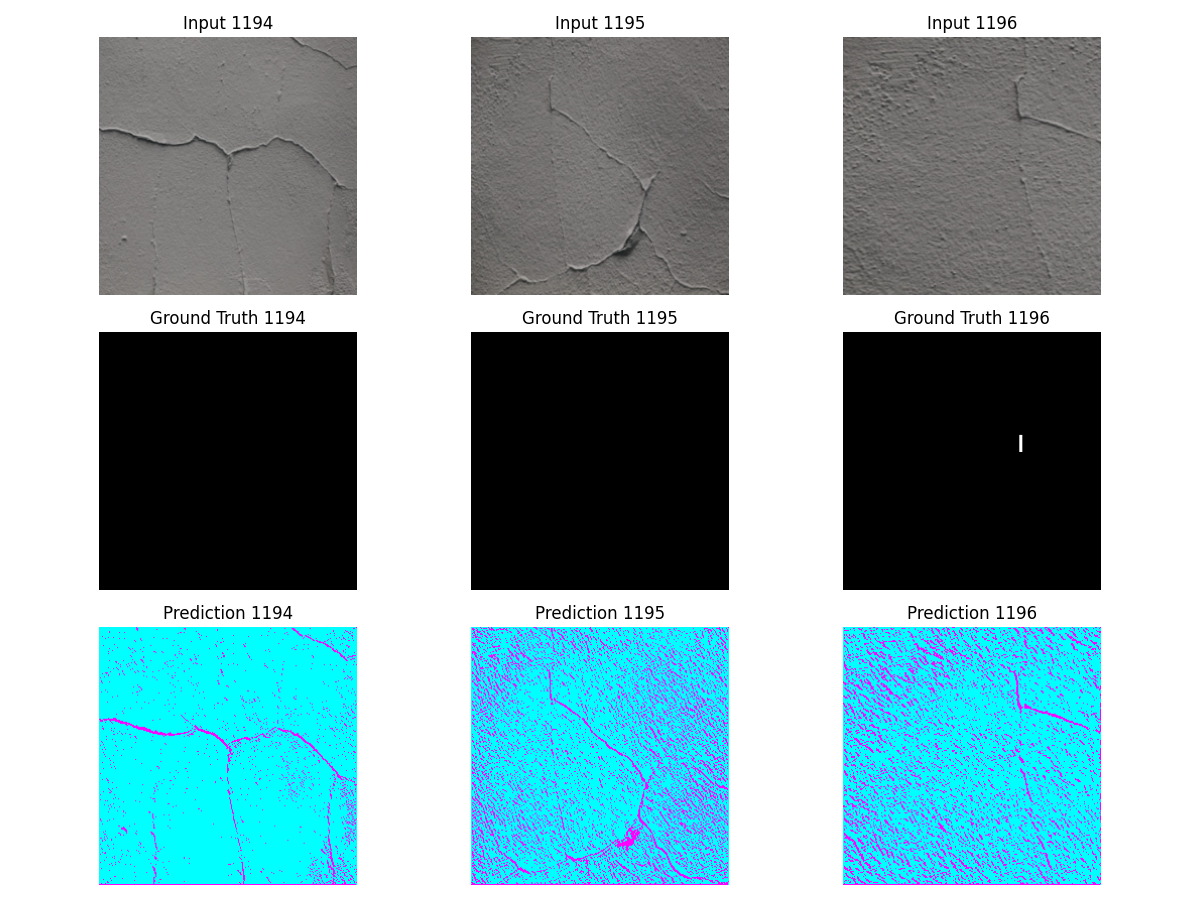 Input 1194
Input 1195
Input 1196
Ground Truth 1194
Ground Truth 1195
Ground Truth 1196
Prediction 1194
Prediction 1195
Prediction 1196